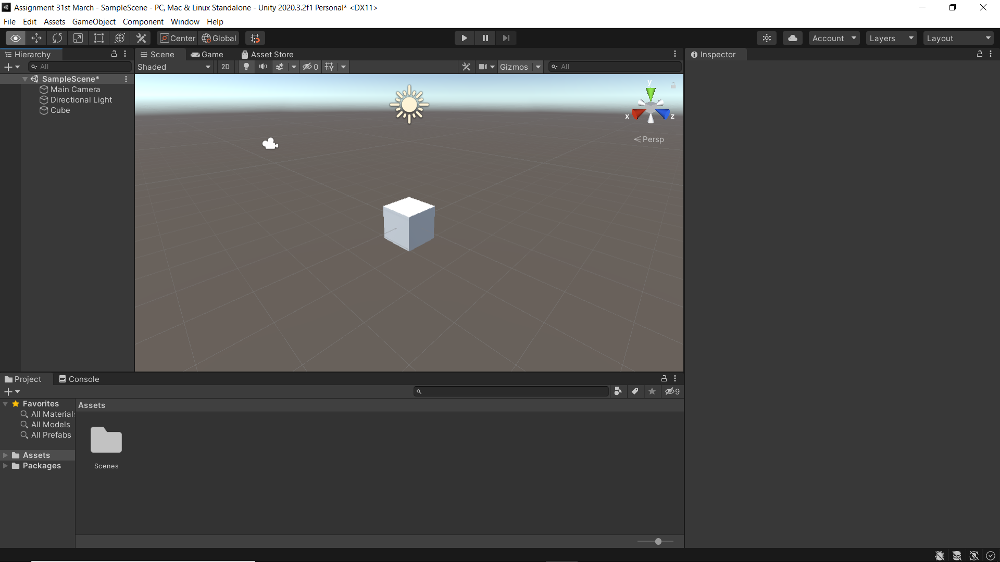 Assignment 31st March - SampleScene - PC, Mac & Linux Standalone - Unity 2020.3.2f1 Personal* <DX11>
File Edit Assets GameObject Component Window Help
Center Global Account Layers Layout
Hierarchy Scene Game Asset Store Inspector
All Shaded 2D 0 Gizmos All
SampleScene*
Main Camera
Directional Light
Cube
y
x z
Persp
Project Console
9
Favorites Assets
All Materials
All Models
All Prefabs
Assets
Packages
Scenes